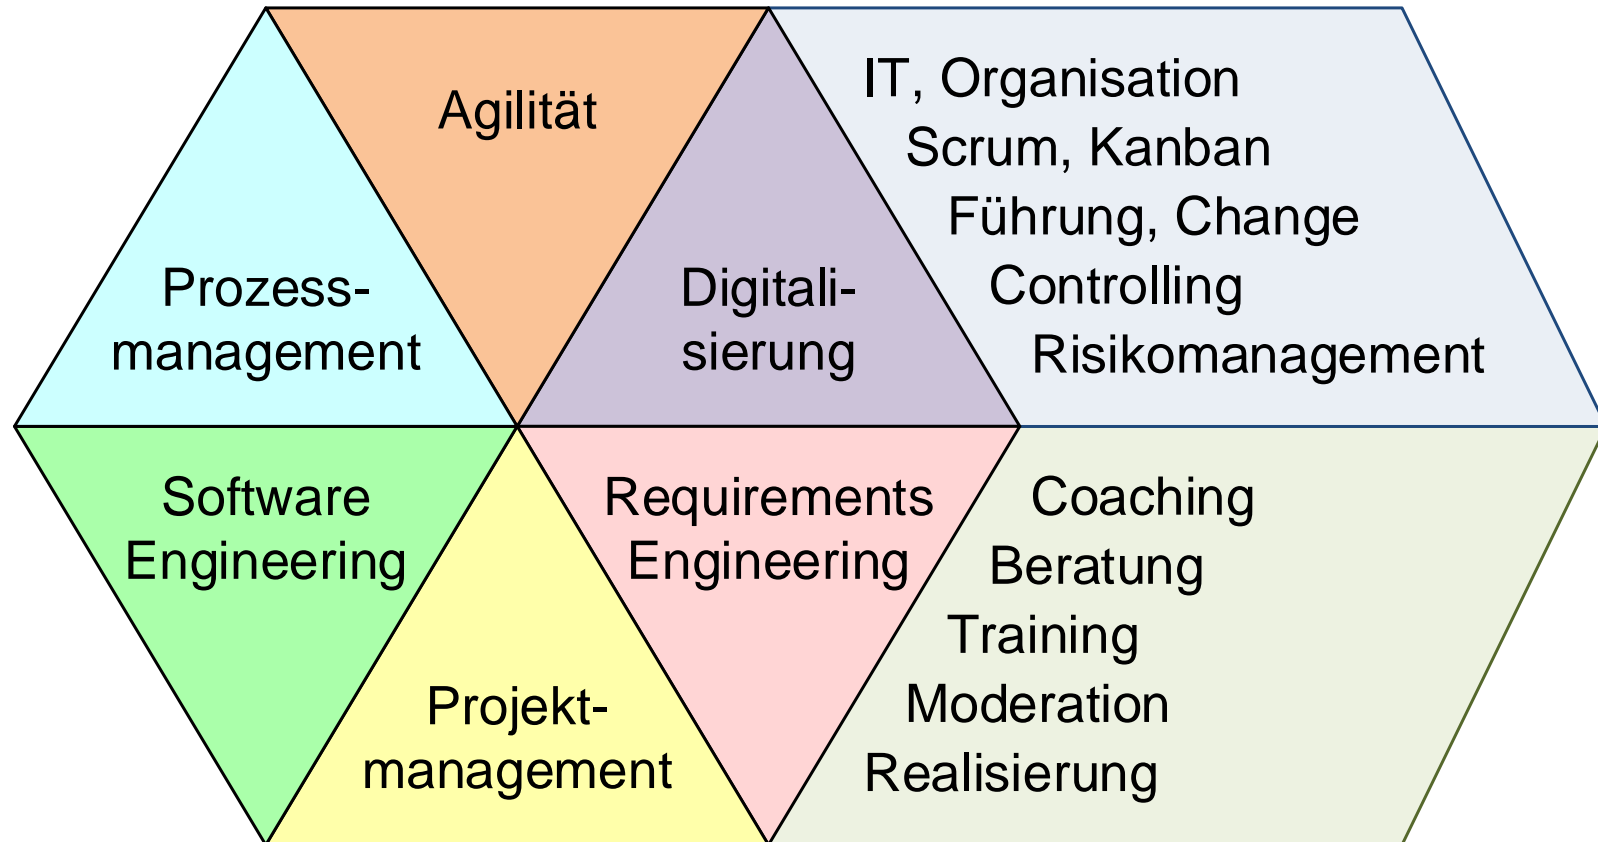 Agilität
Prozess-
management
Digitali-
sierung
IT, Organisation
Scrum, Kanban
Führung, Change
Controlling
Risikomanagement
Software
Engineering
Projekt-
management
Requirements
Engineering
Coaching
Beratung
Training
Moderation
Realisierung